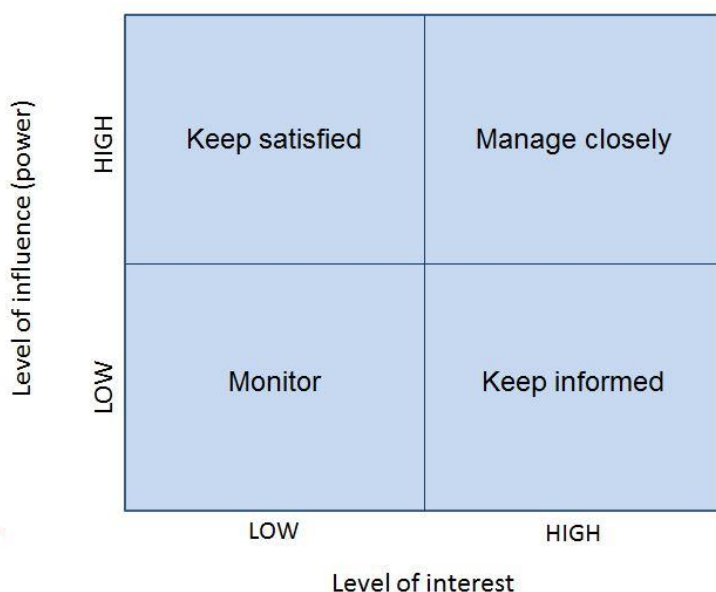 Level of influence (power)
HIGH
Keep satisfied
Manage closely
LOW
Monitor
Keep informed
LOW
HIGH
Level of interest